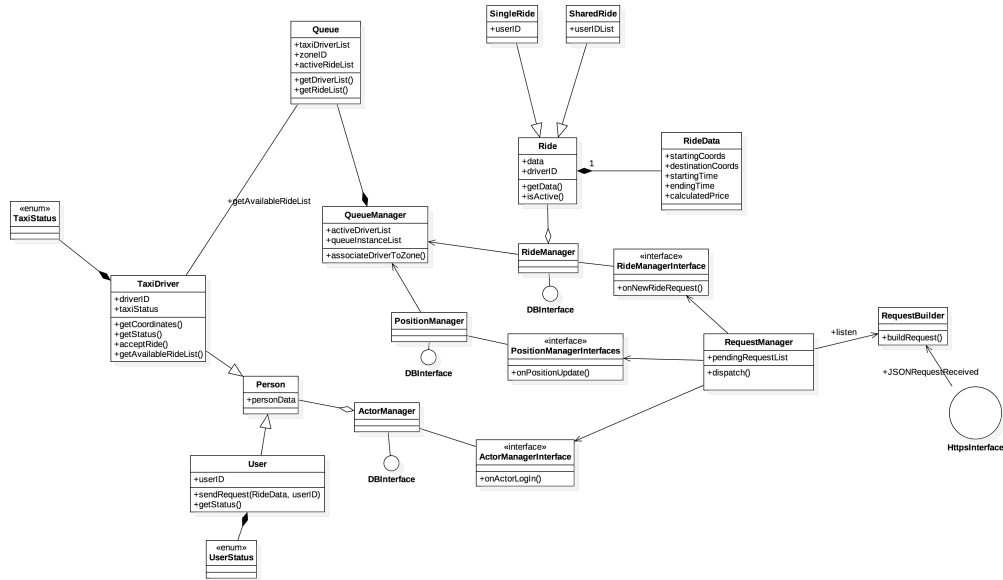 SingleRide
+userID
SharedRide
+userIDList
Queue
+taxiDriverList
+zoneID
+activeRideList
+getDriverList()
+getRideList()
Ride
+data
+driverID
+getData()
+isActive()
1
RideData
+startingCoords
+destinationCoords
+startingTime
+endingTime
+calculatedPrice
«enum»
TaxiStatus
+getAvailableRideList
QueueManager
+activeDriverList
+queueInstanceList
+associateDriverToZone()
RideManager
DBInterface
«interface»
RideManagerInterface
+onNewRideRequest()
TaxiDriver
+driverID
+taxiStatus
+getCoordinates()
+getStatus()
+acceptRide()
+getAvailableRideList()
PositionManager
DBInterface
«interface»
PositionManagerInterfaces
+onPositionUpdate()
RequestManager
+pendingRequestList
+dispatch()
+listen
RequestBuilder
+buildRequest()
+JSONRequestReceived
HttpsInterface
Person
+personData
ActorManager
DBInterface
«interface»
ActorManagerInterface
+onActorLogIn()
User
+userID
+sendRequest(RideData, userID)
+getStatus()
«enum»
UserStatus